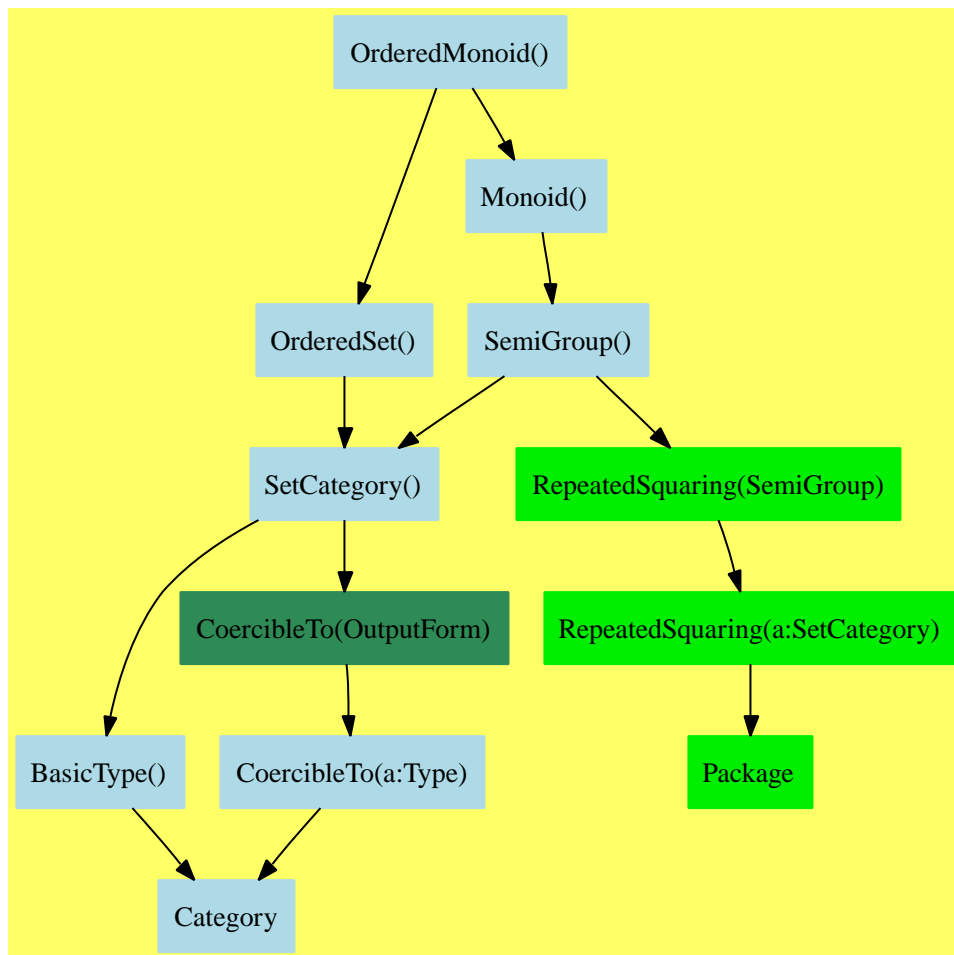 OrderedMonoid()
Monoid()
OrderedSet()
SemiGroup()
SetCategory()
RepeatedSquaring(SemiGroup)
CoercibleTo(OutputForm)
RepeatedSquaring(a:SetCategory)
BasicType()
CoercibleTo(a:Type)
Package
Category